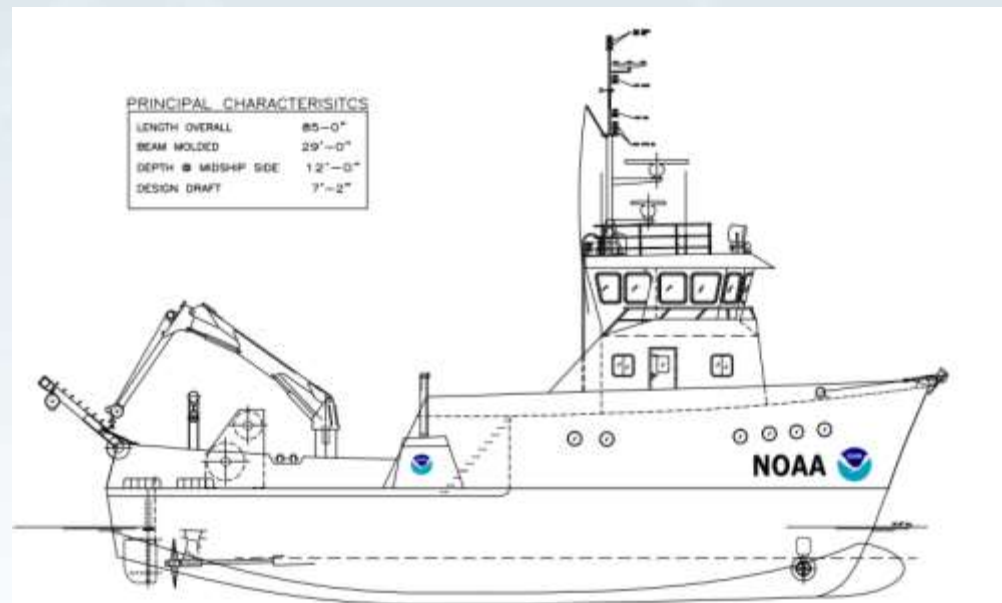 PRINCIPAL CHARACTERISITCS
LENGTH OVERALL 85-0"
BEAM MOLDED 29'-0"
DEPTH @ MIDSHIP SIDE 12'-0"
DESIGN DRAFT 7'-2"
NOAA